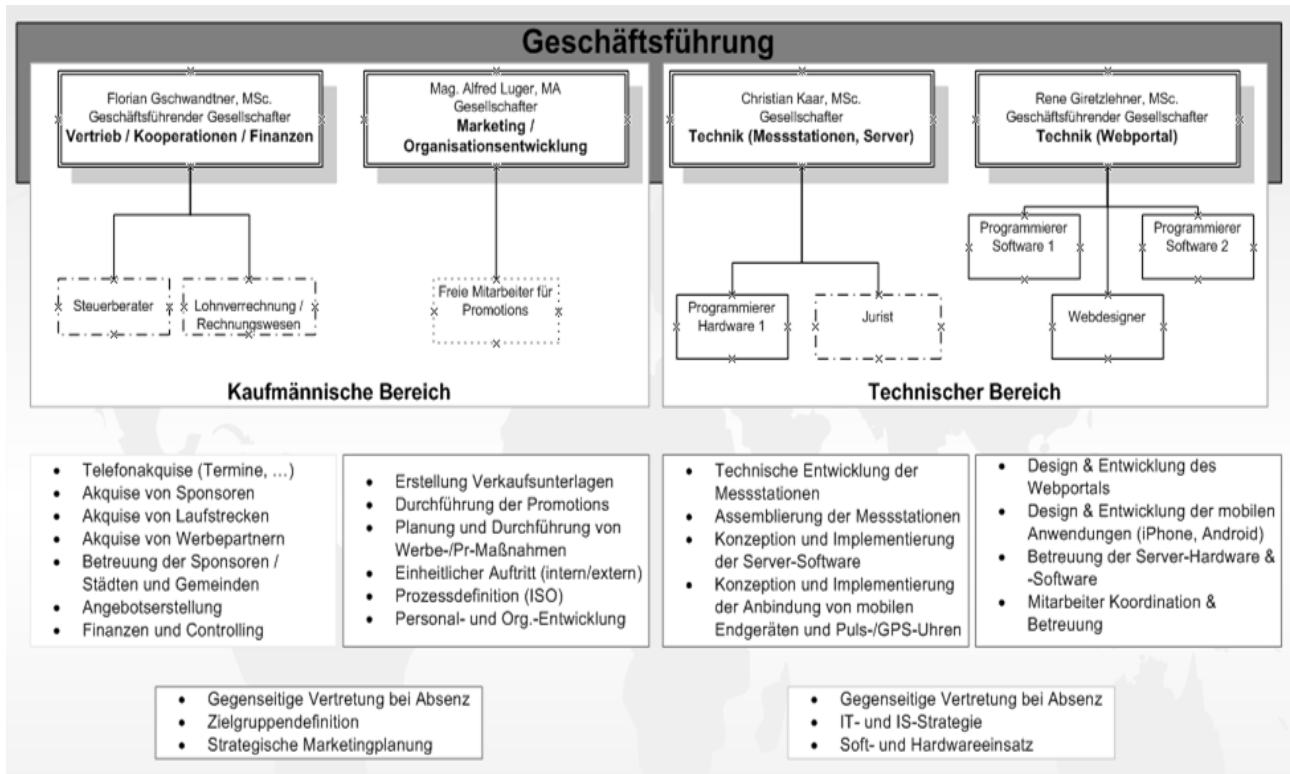 Geschäftsführung
Florian Gschwandtner, MSc.
Geschäftsführender Gesellschafter
Vertrieb / Kooperationen / Finanzen
Mag. Alfred Luger, MA
Gesellschafter
Marketing /
Organisationsentwicklung
Christian Kaar, MSc.
Gesellschafter
Technik (Messstationen, Server)
Rene Giretzlehner, MSc.
Geschäftsführender Gesellschafter
Technik (Webportal)
Steuerberater
Lohnverrechnung /
Rechnungswesen
Freie Mitarbeiter für
Promotions
Programmierer
Hardware 1
Jurist
Programmierer
Software 1
Programmierer
Software 2
Webdesigner
Kaufmännische Bereich
Technischer Bereich
• Telefonakquise (Termine, …)
• Akquise von Sponsoren
• Akquise von Laufstrecken
• Akquise von Werbepartnern
• Betreuung der Sponsoren /
Städten und Gemeinden
• Angebotserstellung
• Finanzen und Controlling
• Erstellung Verkaufsunterlagen
• Durchführung der Promotions
• Planung und Durchführung von
Werbe-/Pr-Maßnahmen
• Einheitlicher Auftritt (intern/extern)
• Prozessdefinition (ISO)
• Personal- und Org.-Entwicklung
• Technische Entwicklung der
Messstationen
• Assemblierung der Messstationen
• Konzeption und Implementierung
der Server-Software
• Konzeption und Implementierung
der Anbindung von mobilen
Endgeräten und Puls-/GPS-Uhren
• Design & Entwicklung des
Webportals
• Design & Entwicklung der mobilen
Anwendungen (iPhone, Android)
• Betreuung der Server-Hardware &
-Software
• Mitarbeiter Koordination &
Betreuung
• Gegenseitige Vertretung bei Absenz
• Zielgruppendefinition
• Strategische Marketingplanung
• Gegenseitige Vertretung bei Absenz
• IT- und IS-Strategie
• Soft- und Hardwareeinsatz